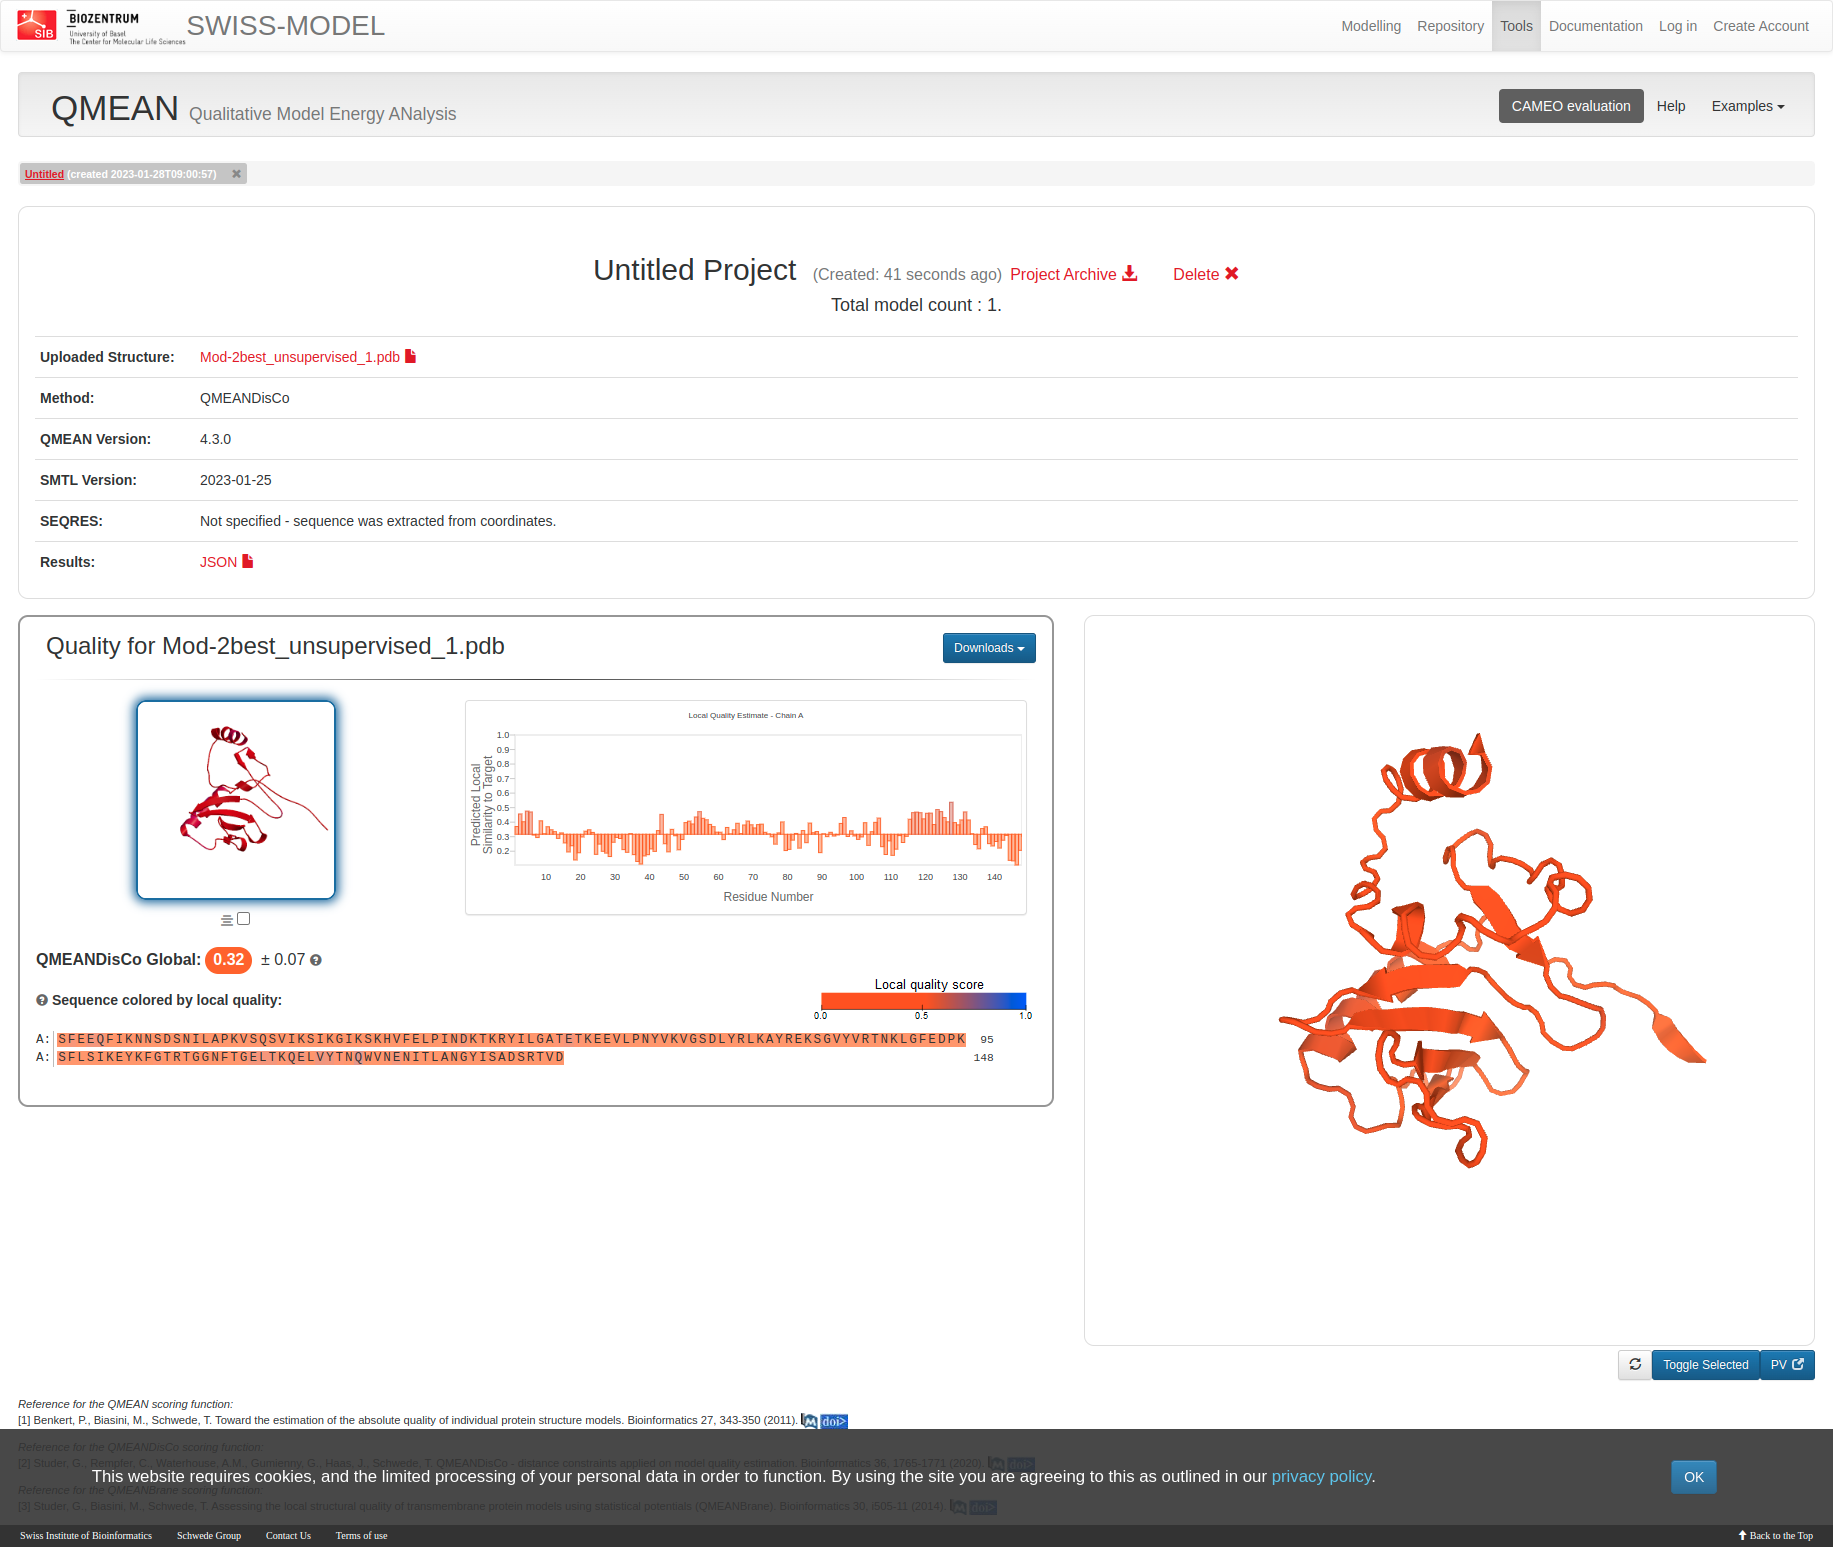 SIB
BIOZENTRUM
University of Basel
The Center for Molecular Life Sciences
SWISS-MODEL
Modelling Repository Tools Documentation Log in Create Account
QMEAN Qualitative Model Energy ANalysis
CAMEO evaluation Help Examples
Untitled (created 2023-01-28T09:00:57)
Untitled Project (Created: 41 seconds ago) Project Archive Delete
Total model count : 1.
Uploaded Structure: Mod-2best_unsupervised_1.pdb
Method: QMEANDisCo
QMEAN Version: 4.3.0
SMTL Version: 2023-01-25
SEQRES: Not specified - sequence was extracted from coordinates.
Results: JSON
Quality for Mod-2best_unsupervised_1.pdb
Downloads
Local Quality Estimate - Chain A
Predicted Local
Similarity to Target
1.0
0.9
0.8
0.7
0.6
0.5
0.4
0.3
0.2
10 20 30 40 50 60 70 80 90 100 110 120 130 140
Residue Number
QMEANDisCo Global: 0.32 ± 0.07
Sequence colored by local quality:
Local quality score
0.0 0.5 1.0
A: SFEEQFIKNNSDSNILAPKVSQSVIKSIKGIKSKHVFELPINDKTKRYILGATETKEEVLPNYVKVGSDLYRLKAYREKSGVYVRTNKLGFEDPK 95
A: SFLSIKEYKFGTRTGGNFTGELTKQELVYTNQWVNENITLANGYISADSRTVD 148
Toggle Selected PV
Reference for the QMEAN scoring function:
[1] Benkert, P., Biasini, M., Schwede, T. Toward the estimation of the absolute quality of individual protein structure models. Bioinformatics 27, 343-350 (2011). M doi>
Reference for the QMEANDisCo scoring function:
[2] Studer, G., Rempfer, C., Waterhouse, A.M., Gumienny, G., Haas, J., Schwede, T. QMEANDisCo - distance constraints applied on model quality estimation. Bioinformatics 36, 1765-1771 (2020). M doi>
This website requires cookies, and the limited processing of your personal data in order to function. By using the site you are agreeing to this as outlined in our privacy policy.
OK
Reference for the QMEANBrane scoring function:
[3] Studer, G., Biasini, M., Schwede, T. Assessing the local structural quality of transmembrane protein models using statistical potentials (QMEANBrane). Bioinformatics 30, i505-11 (2014). M doi>
Swiss Institute of Bioinformatics Schwede Group Contact Us Terms of use
Back to the Top